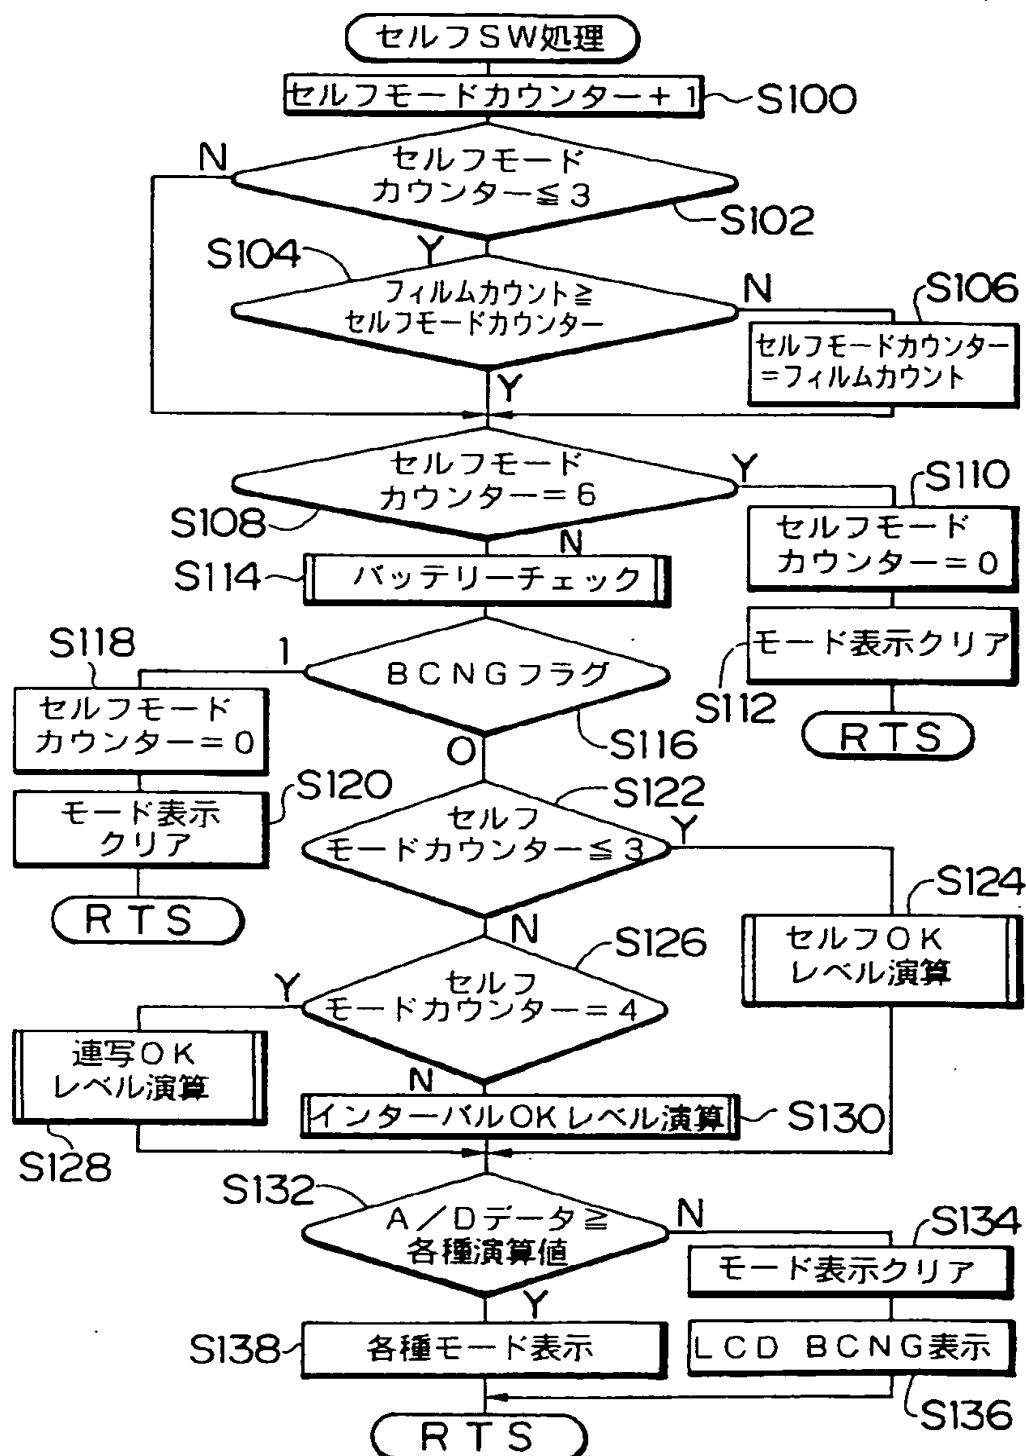 セルフSW処理
セルフモードカウンター+1
S100
セルフモード
カウンター≦3
N
S102
Y
S104
フィルムカウント≧
セルフモードカウンター
N
S106
セルフモードカウンター
=フィルムカウント
Y
セルフモード
カウンター=6
Y
S108
N
S110
セルフモード
カウンター=0
S114
バッテリーチェック
モード表示クリア
S112
RTS
BCNGフラグ
1
S116
0
S118
セルフモード
カウンター=0
S120
モード表示
クリア
RTS
S122
セルフ
モードカウンター≦3
Y
N
S124
セルフOK
レベル演算
S126
セルフ
モードカウンター=4
Y
N
連写OK
レベル演算
S128
インターバルOKレベル演算
S130
S132
A/Dデータ≧
各種演算値
N
Y
S134
モード表示クリア
S138
各種モード表示
LCD BCNG表示
S136
RTS